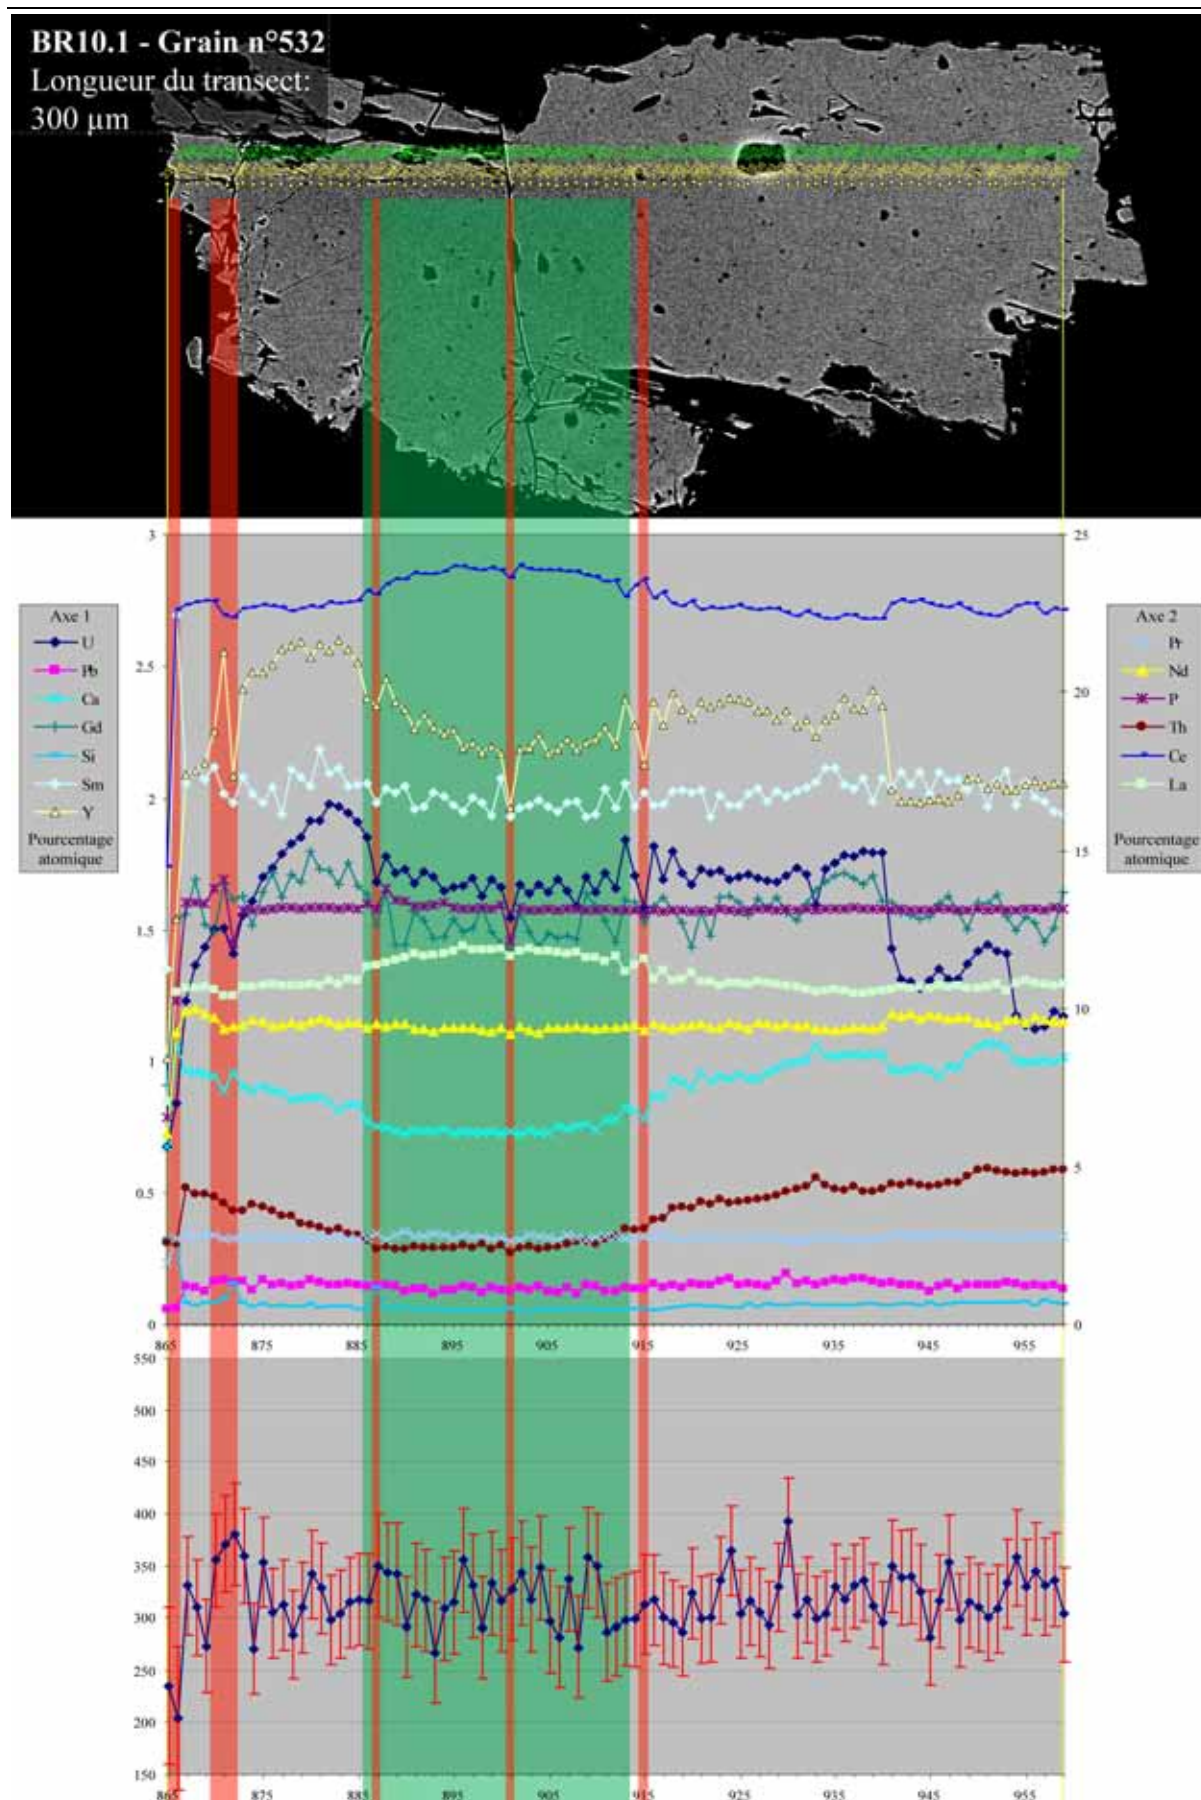 BR10.1 - Grain n°532
Longueur du transect:
300 µm
3
2.5
2
1.5
1
0.5
0
25
20
15
10
5
0
Axe 1
U
Pb
Ca
Gd
Si
Sm
Y
Pourcentage
atomique
Axe 2
Pr
Nd
P
Th
Ce
La
Pourcentage
atomique
865 875 885 895 905 915 925 935 945 955
550
500
450
400
350
300
250
200
150
865 875 885 895 905 915 925 935 945 955